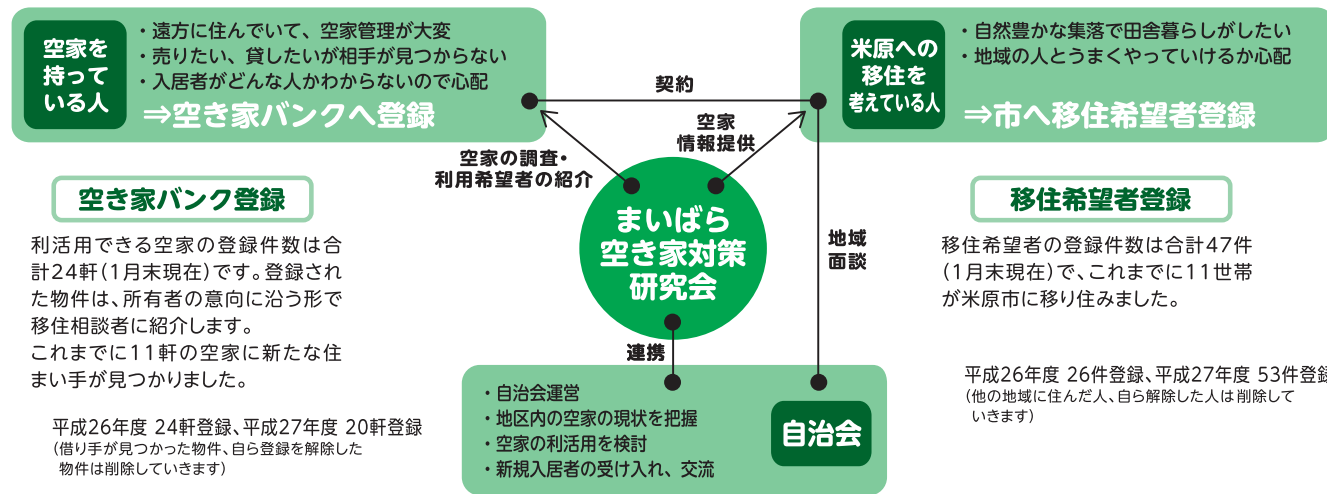 空家を
持って
いる人
・遠方に住んでいて、空家管理が大変
・売りたい、貸したいが相手が見つからない
・入居者がどんな人かわからないので心配
⇒空き家バンクへ登録
契約
米原への
移住を
考えている人
・自然豊かな集落で田舎暮らしがしたい
・地域の人とうまくやっていけるか心配
⇒市へ移住希望者登録
空家の調査・
利用希望者の紹介
空家
情報提供
まいばら
空き家対策
研究会
地域
面談
連携
空き家バンク登録
利活用できる空家の登録件数は合
計24軒(1月末現在)です。登録され
た物件は、所有者の意向に沿う形で
移住相談者に紹介します。
これまでに11軒の空家に新たな住
まい手が見つかりました。
平成26年度 24軒登録、平成27年度 20軒登録
(借り手が見つかった物件、自ら登録を解除した
物件は削除していきます)
移住希望者登録
移住希望者の登録件数は合計47件
(1月末現在)で、これまでに11世帯
が米原市に移り住みました。
平成26年度 26件登録、平成27年度 53件登録
(他の地域に住んだ人、自ら解除した人は削除して
いきます)
・自治会運営
・地区内の空家の現状を把握
・空家の利活用を検討
・新規入居者の受け入れ、交流
自治会